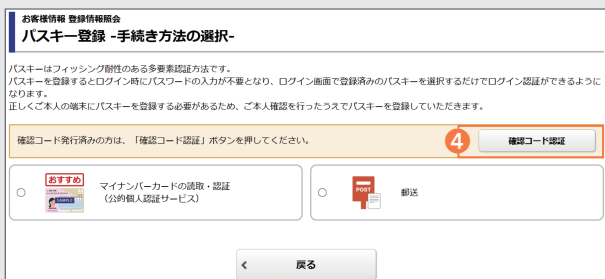 お客様情報 登録情報照会
パスキー登録 -手続き方法の選択-
パスキーはフィッシング耐性のある多要素認証方法です。
パスキーを登録するとログイン時にパスワードの入力が不要となり、ログイン画面で登録済みのパスキーを選択するだけでログイン認証ができるように
なります。
正しくご本人の端末にパスキーを登録する必要があるため、ご本人確認を行ったうえでパスキーを登録していただきます。
確認コード発行済みの方は、「確認コード認証」ボタンを押してください。
4
確認コード認証
おすすめ
SAMPLE
マイナンバーカードの読取・認証
(公的個人認証サービス)
POST
郵送
戻る